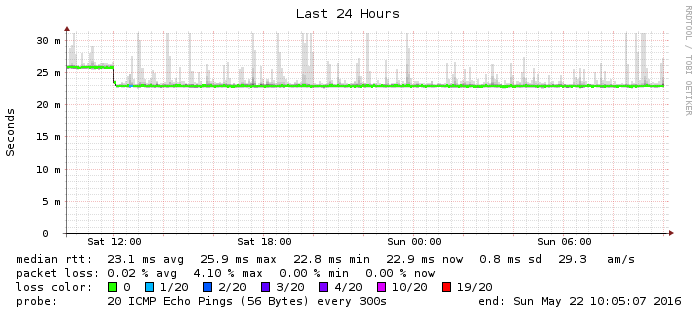 Last 24 Hours
RRDTOOL / TOBI OETIKER
Seconds
30 m
25 m
20 m
15 m
10 m
5 m
0
Sat 12:00 Sat 18:00 Sun 00:00 Sun 06:00
median rtt: 23.1 ms avg 25.9 ms max 22.8 ms min 22.9 ms now 0.8 ms sd 29.3 am/s
packet loss: 0.02 % avg 4.10 % max 0.00 % min 0.00 % now
loss color: 0 1/20 2/20 3/20 4/20 10/20 19/20
probe: 20 ICMP Echo Pings (56 Bytes) every 300s end: Sun May 22 10:05:07 2016